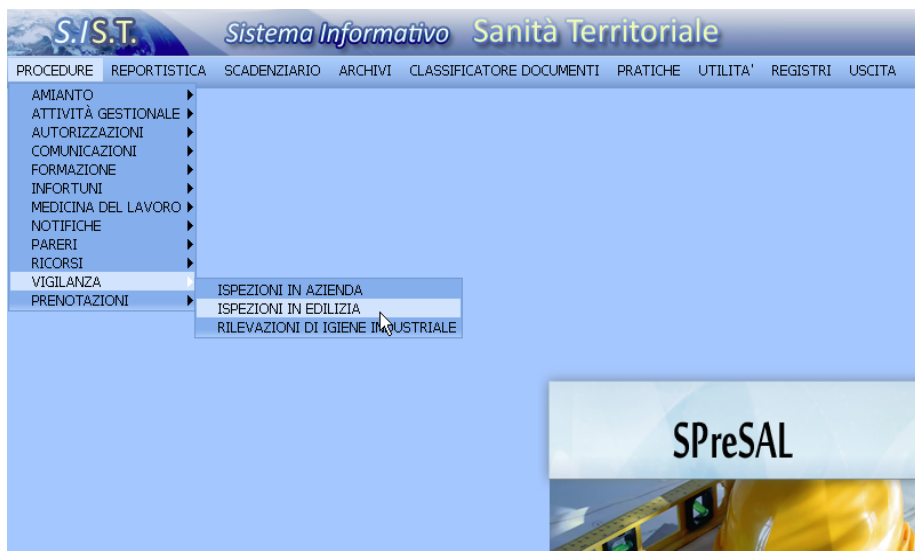 S.IS.T. Sistema Informativo Sanità Territoriale
PROCEDURE REPORTISTICA SCADENZIARIO ARCHIVI CLASSIFICATORE DOCUMENTI PRATICHE UTILITA' REGISTRI USCITA
AMIANTO
ATTIVITÀ GESTIONALE
AUTORIZZAZIONI
COMUNICAZIONI
FORMAZIONE
INFORTUNI
MEDICINA DEL LAVORO
NOTIFICHE
PARERI
RICORSI
VIGILANZA
PRENOTAZIONI
ISPEZIONI IN AZIENDA
ISPEZIONI IN EDILIZIA
RILEVAZIONI DI IGIENE INDUSTRIALE
SPreSAL